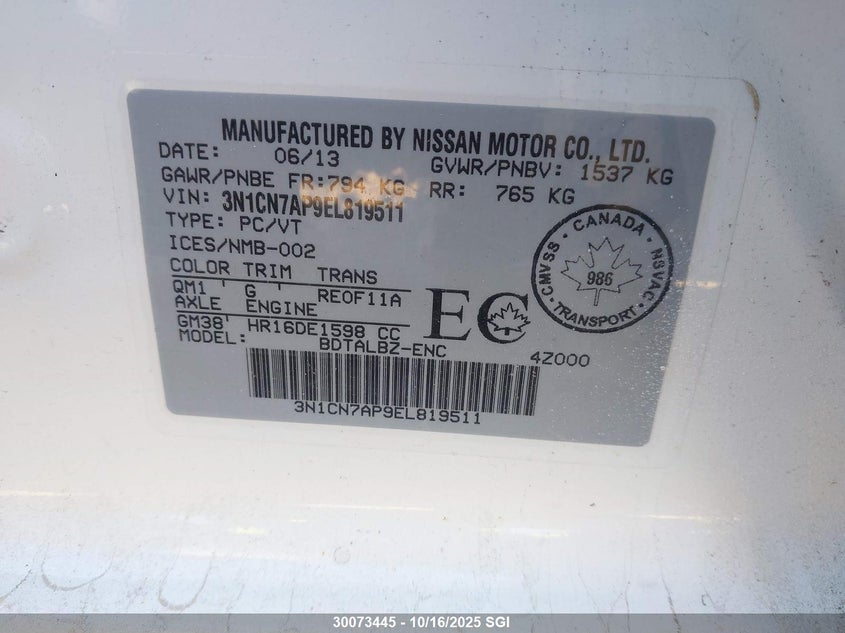 MANUFACTURED BY NISSAN MOTOR CO., LTD.
DATE: 06/13 GVWR/PNBV: 1537 KG
GAWR/PNBE FR:794 KG RR: 765 KG
VIN: 3N1CN7AP9EL819511
TYPE: PC/VT
ICES/NMB-002
COLOR TRIM TRANS
QM1 G RE0F11A
AXLE ENGINE
GM38 HR16DE1598 CC
MODEL: BDTALBZ-ENC
EC
4Z000
CANADA
CMVSS
NSVAC
986
TRANSPORT
3N1CN7AP9EL819511
30073445 - 10/16/2025 SGI